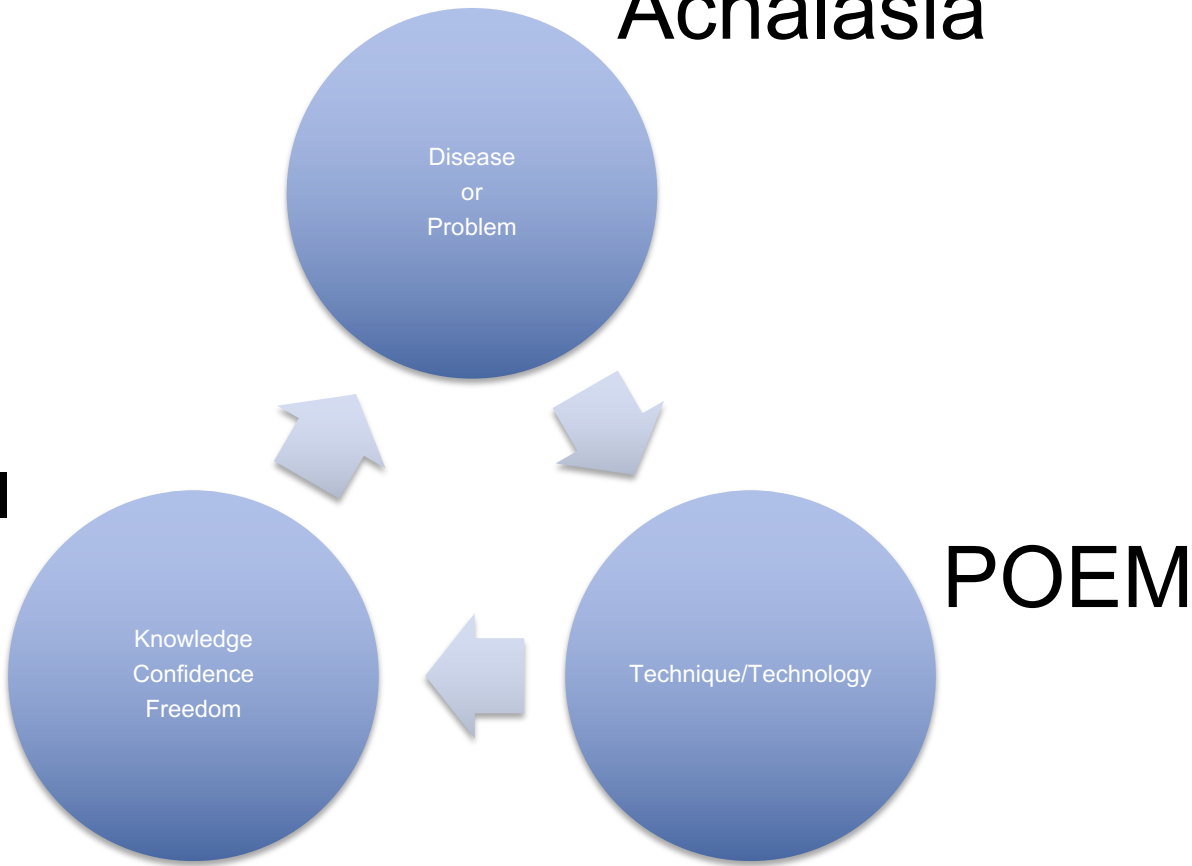 Achalasia
Disease
or
Problem
POEM
Knowledge
Confidence
Freedom
Technique/Technology